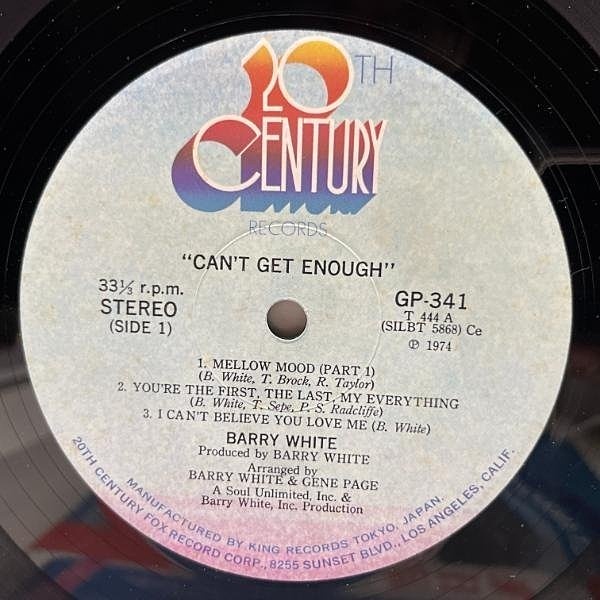 20TH
CENTURY
RECORDS
"CAN'T GET ENOUGH"
33⅓ r.p.m.
STEREO
(SIDE 1)
GP-341
T 444 A
(SILBT 5868) Ce
℗ 1974
1. MELLOW MOOD (PART 1)
(B. White, T. Brock, R. Taylor)
2. YOU'RE THE FIRST, THE LAST, MY EVERYTHING
(B. White, T. Sepe, P. S. Radcliffe)
3. I CAN'T BELIEVE YOU LOVE ME (B. White)
BARRY WHITE
Produced by BARRY WHITE
Arranged by
BARRY WHITE & GENE PAGE
A Soul Unlimited, Inc. &
Barry White, Inc. Production
MANUFACTURED BY KING RECORDS, TOKYO, JAPAN.
20TH CENTURY FOX RECORD CORP., 8255 SUNSET BLVD., LOS ANGELES, CALIF.